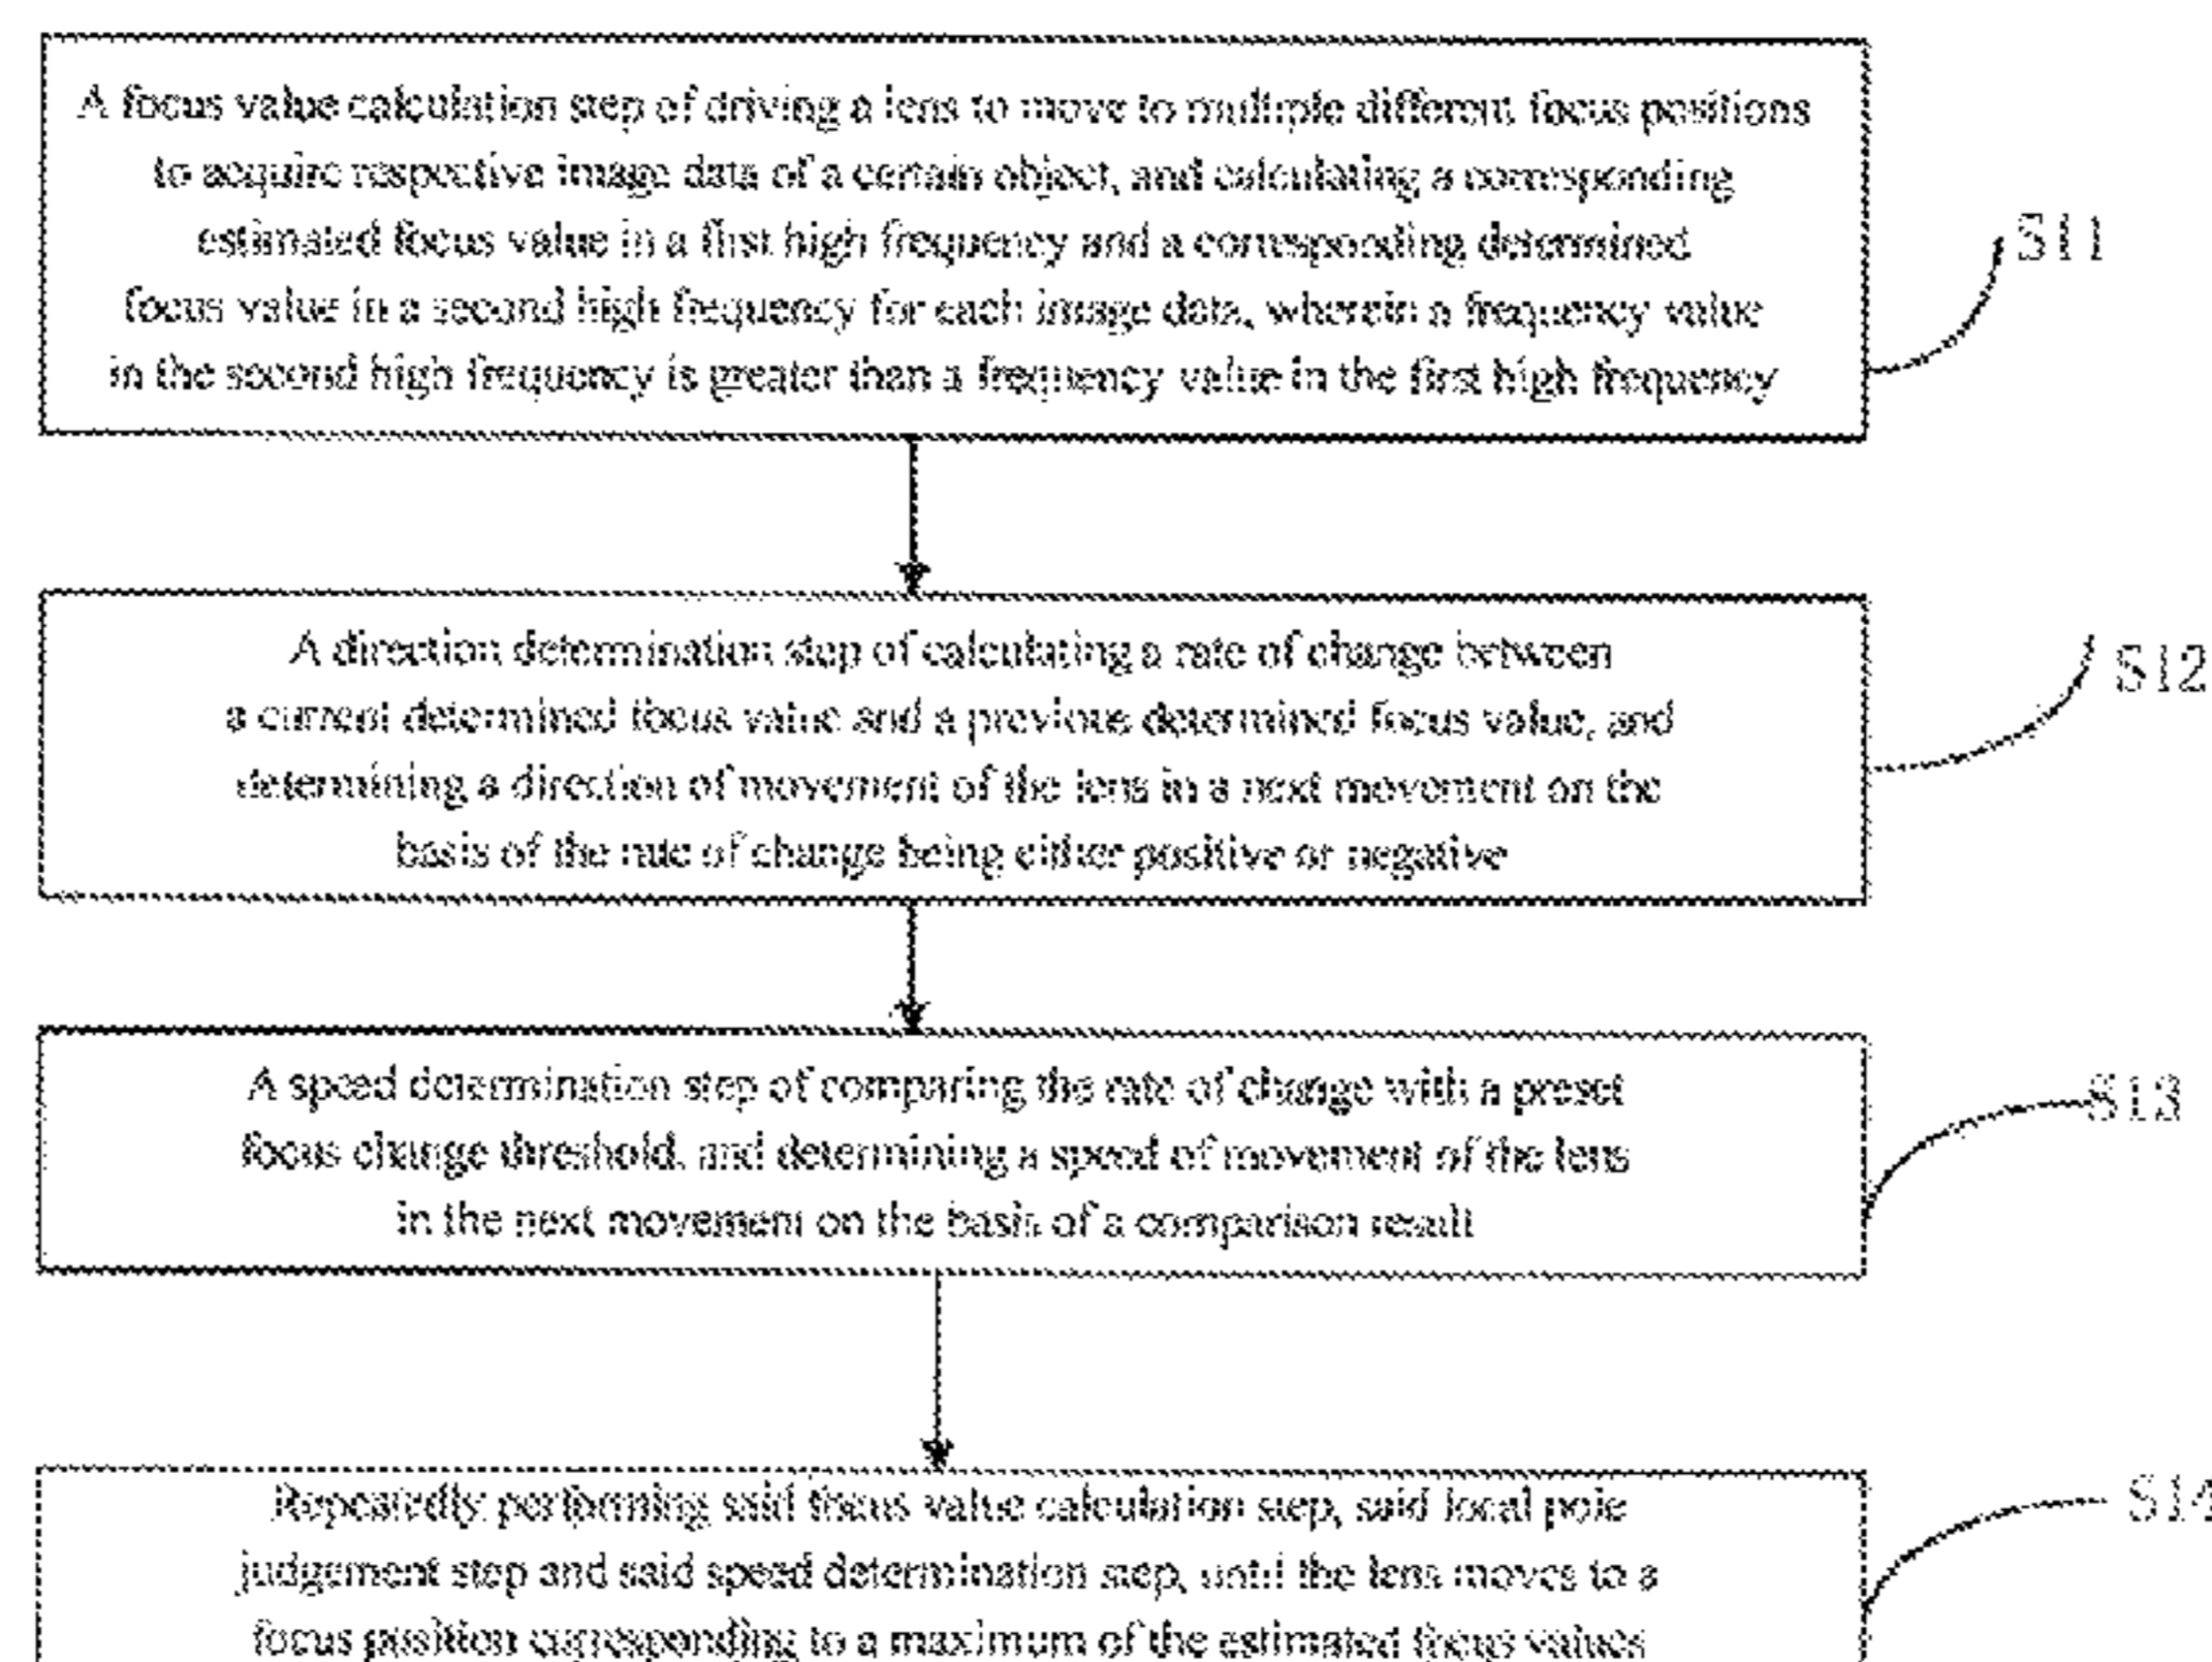 A focus value calculation step of driving a lens to move to multiple different focus positions
to acquire respective image data of a certain object, and calculating a corresponding
estimated focus value in a first high frequency and a corresponding determined
focus value in a second high frequency for each image data, wherein a frequency value
in the second high frequency is greater than a frequency value in the first high frequency
S11
A direction determination step of calculating a rate of change between
a current determined focus value and a previous determined focus value, and
determining a direction of movement of the lens in a next movement on the
basis of the rate of change being either positive or negative
S12
A speed determination step of comparing the rate of change with a preset
focus change threshold, and determining a speed of movement of the lens
in the next movement on the basis of a comparison result
S13
Repeatedly performing said focus value calculation step, said local pole
judgement step and said speed determination step, until the lens moves to a
focus position corresponding to a maximum of the estimated focus values
S14